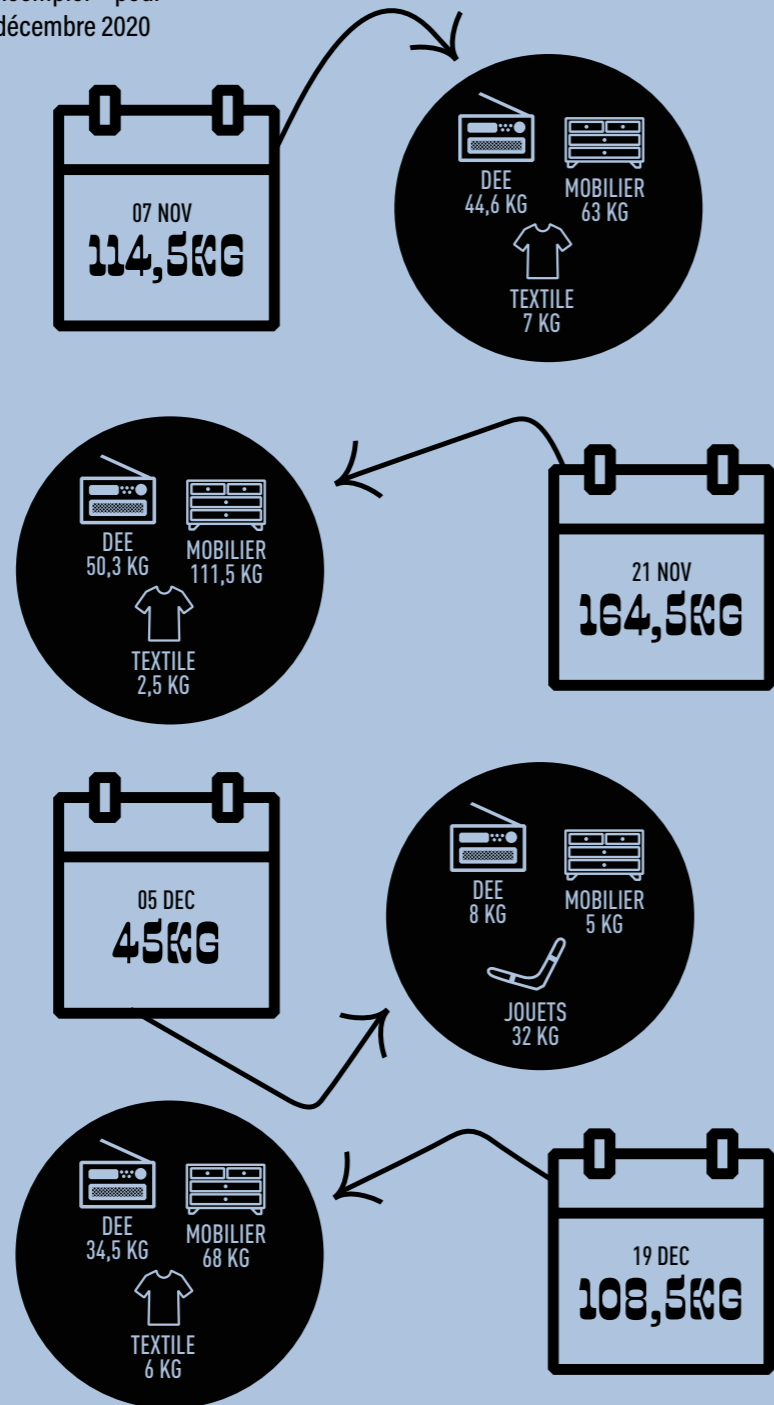 décembre 2020
07 NOV
114,5KG
DEE
44,6 KG
MOBILIER
63 KG
TEXTILE
7 KG
DEE
50,3 KG
MOBILIER
111,5 KG
TEXTILE
2,5 KG
21 NOV
164,5KG
05 DEC
45KG
DEE
8 KG
MOBILIER
5 KG
JOUETS
32 KG
DEE
34,5 KG
MOBILIER
68 KG
TEXTILE
6 KG
19 DEC
108,5KG